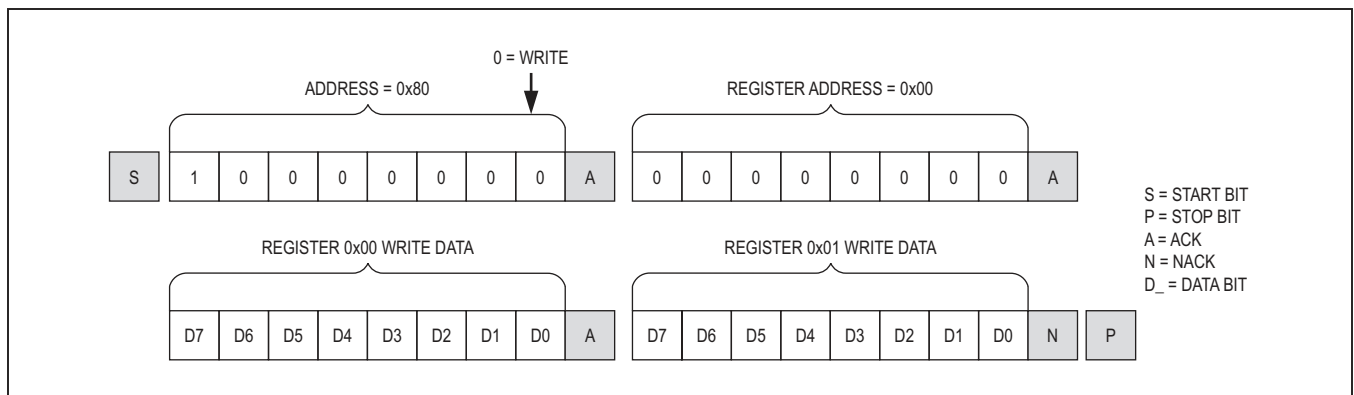 0 = WRITE
ADDRESS = 0x80 REGISTER ADDRESS = 0x00
S 1 0 0 0 0 0 0 0 A 0 0 0 0 0 0 0 0 A
REGISTER 0x00 WRITE DATA REGISTER 0x01 WRITE DATA
D7 D6 D5 D4 D3 D2 D1 D0 A D7 D6 D5 D4 D3 D2 D1 D0 N P
S = START BIT
P = STOP BIT
A = ACK
N = NACK
D_ = DATA BIT